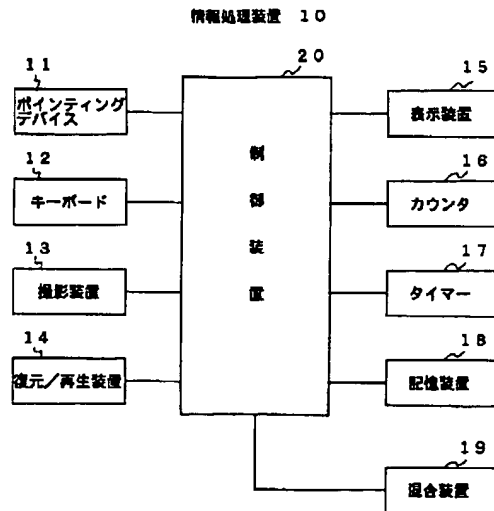 情報処理装置 10
20
11
ポインティング
デバイス
12
キーボード
13
撮影装置
14
復元／再生装置
制
御
装
置
15
表示装置
16
カウンタ
17
タイマー
18
記憶装置
19
混合装置